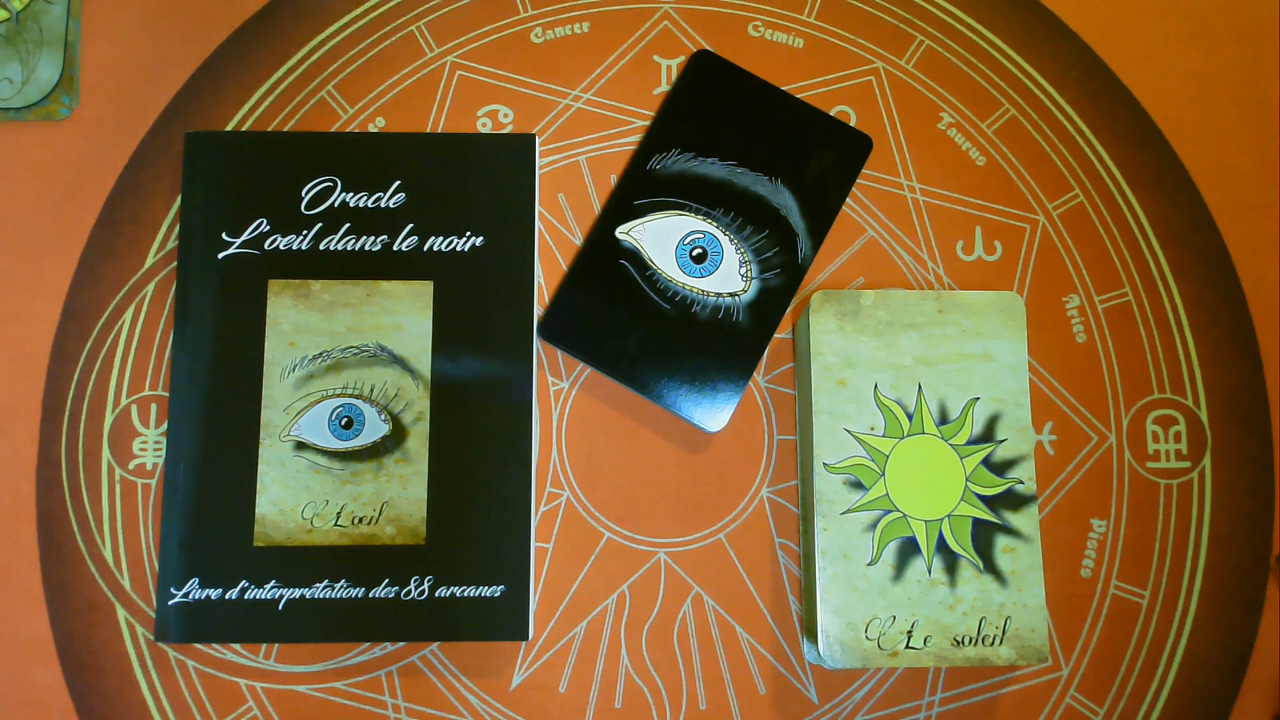 Oracle
L'oeil dans le noir
L'oeil
Livre d'interprétation des 88 arcanes
Le soleil
Cancer
Gemin
Taurus
Aries
Pisces